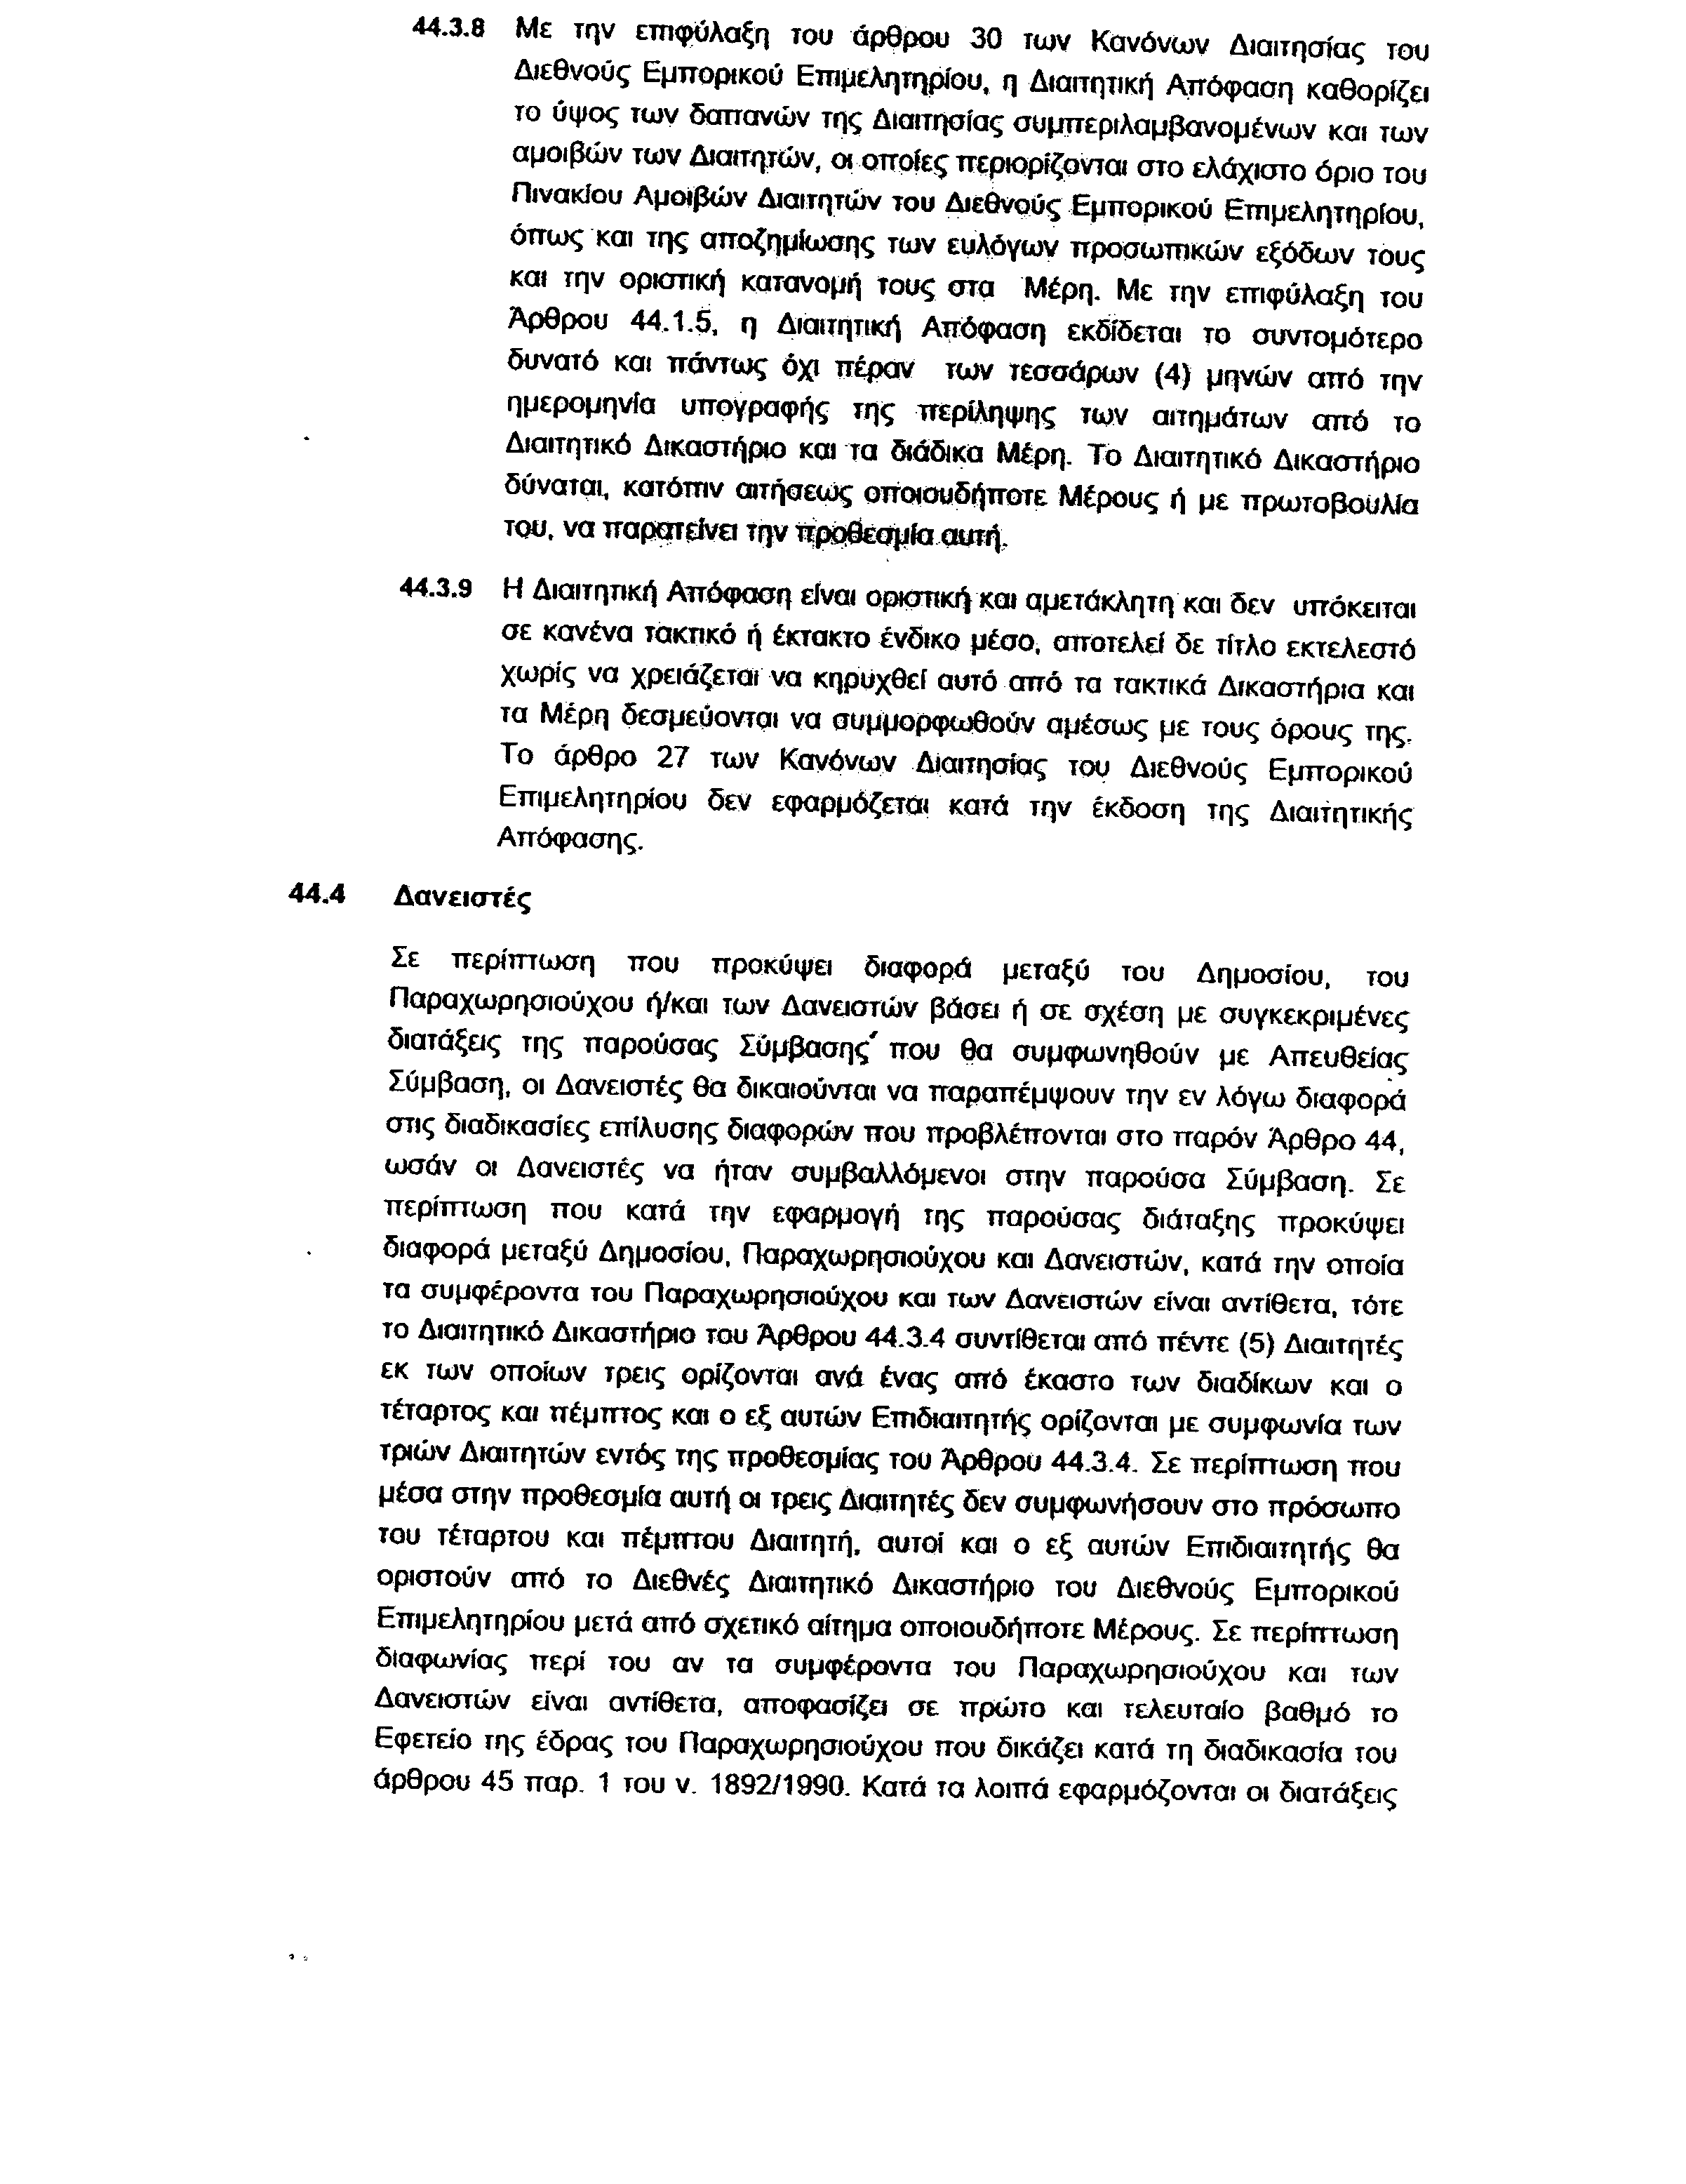 44.3.8 Με την επιφύλαξη του άρθρου 30 των Κανόνων Διαιτησίας του
Διεθνούς Εμπορικού Επιμελητηρίου, η Διαιτητική Απόφαση καθορίζει
το ύψος των δαπανών της Διαιτησίας συμπεριλαμβανομένων και των
αμοιβών των Διαιτητών, οι οποίες περιορίζονται στο ελάχιστο όριο του
Πινακίου Αμοιβών Διαιτητών του Διεθνούς Εμπορικού Επιμελητηρίου,
όπως και της αποζημίωσης των ευλόγων προσωπικών εξόδων τους
και την οριστική κατανομή τους στα Μέρη. Με την επιφύλαξη του
Άρθρου 44.1.5, η Διαιτητική Απόφαση εκδίδεται το συντομότερο
δυνατό και πάντως όχι πέραν των τεσσάρων (4) μηνών από την
ημερομηνία υπογραφής της περίληψης των αιτημάτων από το
Διαιτητικό Δικαστήριο και τα διάδικα Μέρη. Το Διαιτητικό Δικαστήριο
δύναται, κατόπιν αιτήσεως οποιουδήποτε Μέρους ή με πρωτοβουλία
του, να παρατείνει την προθεσμία αυτή.
44.3.9 Η Διαιτητική Απόφαση είναι οριστική και αμετάκλητη και δεν υπόκειται
σε κανένα τακτικό ή έκτακτο ένδικο μέσο, αποτελεί δε τίτλο εκτελεστό
χωρίς να χρειάζεται να κηρυχθεί αυτό από τα τακτικά Δικαστήρια και
τα Μέρη δεσμεύονται να συμμορφωθούν αμέσως με τους όρους της.
Το άρθρο 27 των Κανόνων Διαιτησίας του Διεθνούς Εμπορικού
Επιμελητηρίου δεν εφαρμόζεται κατά την έκδοση της Διαιτητικής
Απόφασης.
44.4 Δανειστές
Σε περίπτωση που προκύψει διαφορά μεταξύ του Δημοσίου, του
Παραχωρησιούχου ή/και των Δανειστών βάσει ή σε σχέση με συγκεκριμένες
διατάξεις της παρούσας Σύμβασης που θα συμφωνηθούν με Απευθείας
Σύμβαση, οι Δανειστές θα δικαιούνται να παραπέμψουν την εν λόγω διαφορά
στις διαδικασίες επίλυσης διαφορών που προβλέπονται στο παρόν Άρθρο 44,
ωσάν οι Δανειστές να ήταν συμβαλλόμενοι στην παρούσα Σύμβαση. Σε
περίπτωση που κατά την εφαρμογή της παρούσας διάταξης προκύψει
διαφορά μεταξύ Δημοσίου, Παραχωρησιούχου και Δανειστών, κατά την οποία
τα συμφέροντα του Παραχωρησιούχου και των Δανειστών είναι αντίθετα, τότε
το Διαιτητικό Δικαστήριο του Άρθρου 44.3.4 συντίθεται από πέντε (5) Διαιτητές
εκ των οποίων τρεις ορίζονται ανά ένας από έκαστο των διαδίκων και ο
τέταρτος και πέμπτος και ο εξ αυτών Επιδιαιτητής ορίζονται με συμφωνία των
τριών Διαιτητών εντός της προθεσμίας του Άρθρου 44.3.4. Σε περίπτωση που
μέσα στην προθεσμία αυτή οι τρεις Διαιτητές δεν συμφωνήσουν στο πρόσωπο
του τέταρτου και πέμπτου Διαιτητή, αυτοί και ο εξ αυτών Επιδιαιτητής θα
οριστούν από το Διεθνές Διαιτητικό Δικαστήριο του Διεθνούς Εμπορικού
Επιμελητηρίου μετά από σχετικό αίτημα οποιουδήποτε Μέρους. Σε περίπτωση
διαφωνίας περί του αν τα συμφέροντα του Παραχωρησιούχου και των
Δανειστών είναι αντίθετα, αποφασίζει σε πρώτο και τελευταίο βαθμό το
Εφετείο της έδρας του Παραχωρησιούχου που δικάζει κατά τη διαδικασία του
άρθρου 45 παρ. 1 του ν. 1892/1990. Κατά τα λοιπά εφαρμόζονται οι διατάξεις